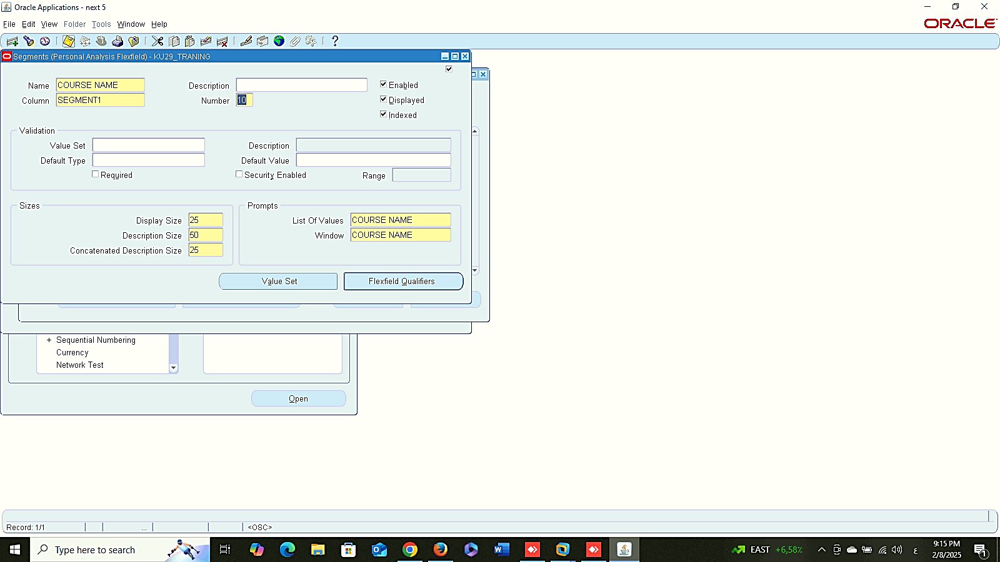 Oracle Applications - next 5
File Edit View Folder Tools Window Help
ORACLE
Segments (Personal Analysis Flexfield) - KU29_TRANING
Name COURSE NAME Description Enabled
Column SEGMENT1 Number 10 Displayed
Indexed
Validation
Value Set Description
Default Type Default Value
Required Security Enabled Range
Sizes Prompts
Display Size 25 List Of Values COURSE NAME
Description Size 50 Window COURSE NAME
Concatenated Description Size 25
Value Set Flexfield Qualifiers
+ Sequential Numbering
Currency
Network Test
Open
Record: 1/1 ... <OSC>
Type here to search EAST +6,58% ع 9:15 PM
2/8/2025
1